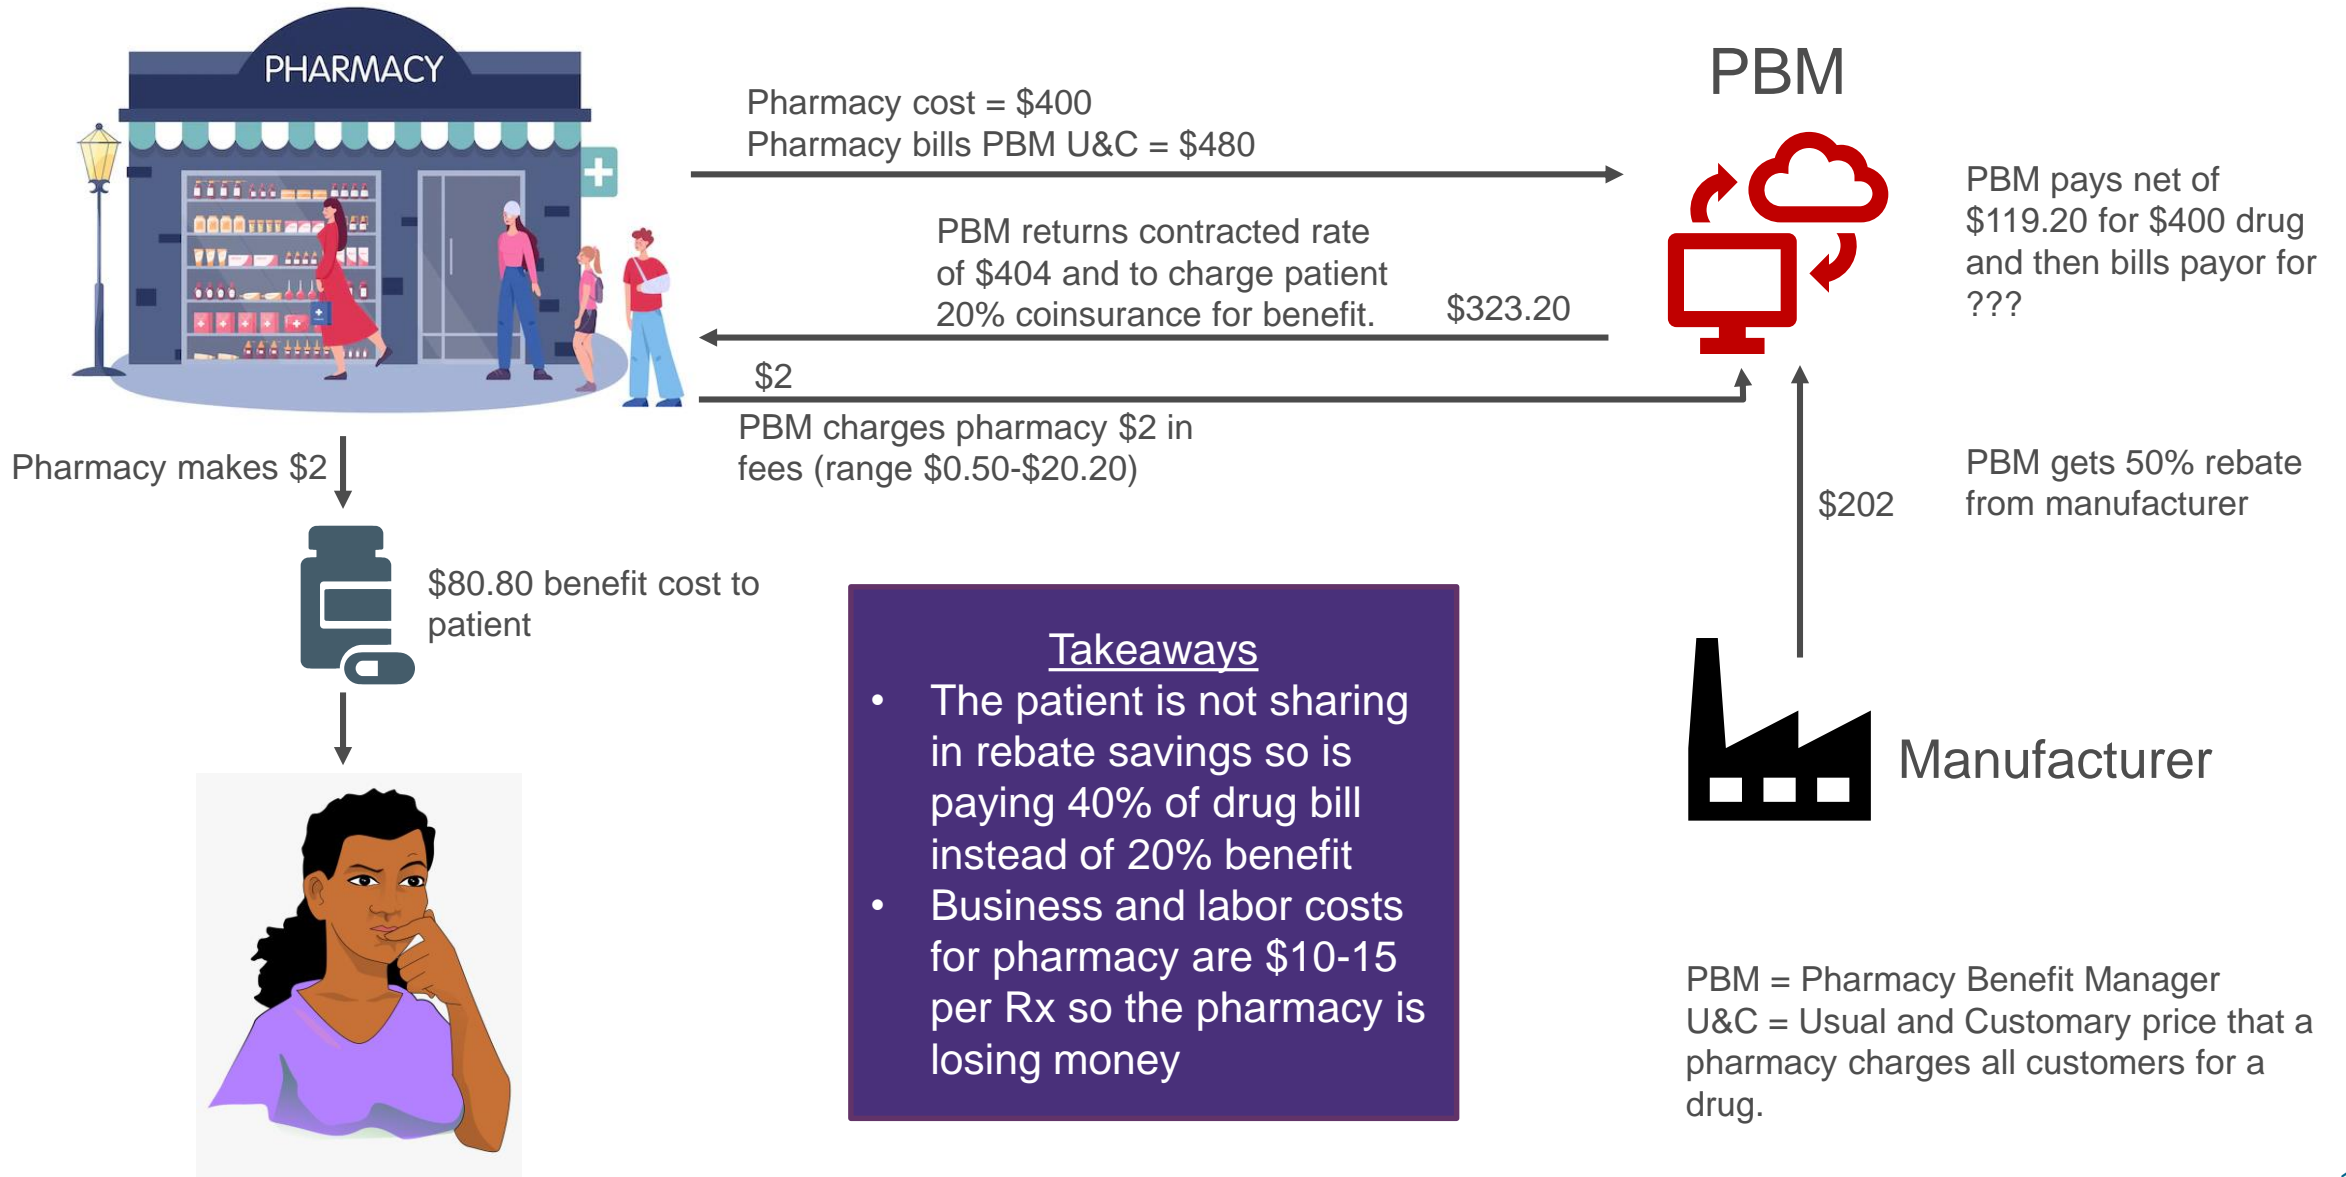 PHARMACY
Pharmacy cost = $400
Pharmacy bills PBM U&C = $480
PBM
PBM pays net of
$119.20 for $400 drug
and then bills payor for
???
PBM returns contracted rate
of $404 and to charge patient
20% coinsurance for benefit.
$323.20
$2
PBM charges pharmacy $2 in
fees (range $0.50-$20.20)
Pharmacy makes $2
PBM gets 50% rebate
from manufacturer
$202
$80.80 benefit cost to
patient
Takeaways
• The patient is not sharing
in rebate savings so is
paying 40% of drug bill
instead of 20% benefit
• Business and labor costs
for pharmacy are $10-15
per Rx so the pharmacy is
losing money
Manufacturer
PBM = Pharmacy Benefit Manager
U&C = Usual and Customary price that a
pharmacy charges all customers for a
drug.